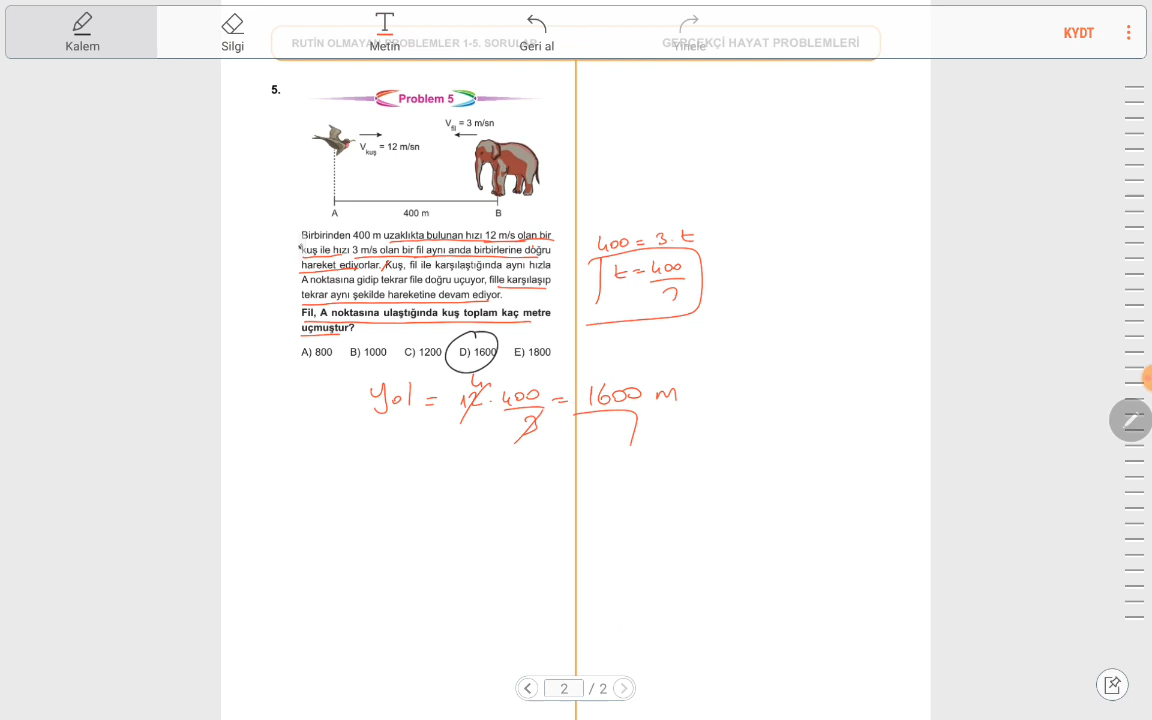 Kalem
Silgi
Metin
Geri al
Yinele
KYDT
RUTİN OLMAYAN PROBLEMLER 1-5. SORULAR
GERÇEKÇİ HAYAT PROBLEMLERİ
5.
Problem 5
Vfil = 3 m/sn
Vkuş = 12 m/sn
A 400 m B
Birbirinden 400 m uzaklıkta bulunan hızı 12 m/s olan bir
kuş ile hızı 3 m/s olan bir fil aynı anda birbirlerine doğru
hareket ediyorlar. Kuş, fil ile karşılaştığında aynı hızla
A noktasına gidip tekrar file doğru uçuyor, fille karşılaşıp
tekrar aynı şekilde hareketine devam ediyor.
Fil, A noktasına ulaştığında kuş toplam kaç metre
uçmuştur?
A) 800 B) 1000 C) 1200 D) 1600 E) 1800
400 = 3. t
t = 400
3
4
Yol = 12 . 400 = 1600 m
3
2 / 2